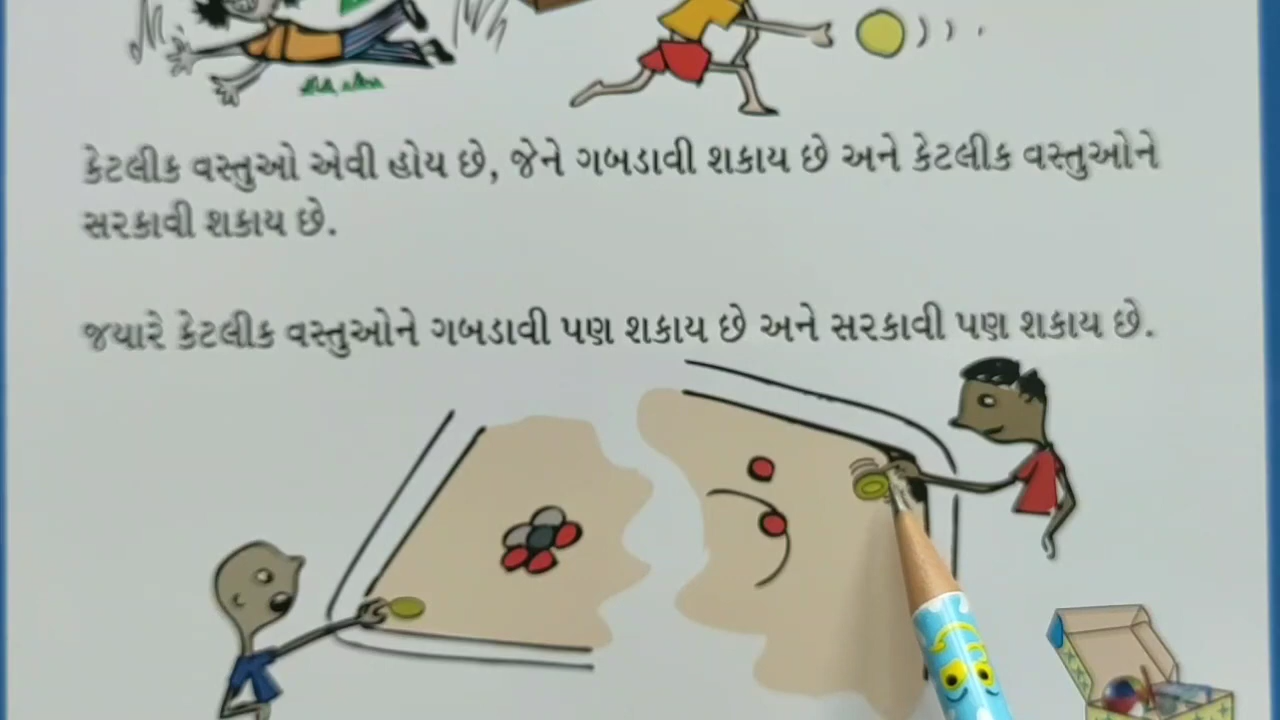 કેટલીક વસ્તુઓ એવી હોય છે, જેને ગબડાવી શકાય છે અને કેટલીક વસ્તુઓને
સરકાવી શકાય છે.
જયારે કેટલીક વસ્તુઓને ગબડાવી પણ શકાય છે અને સરકાવી પણ શકાય છે.